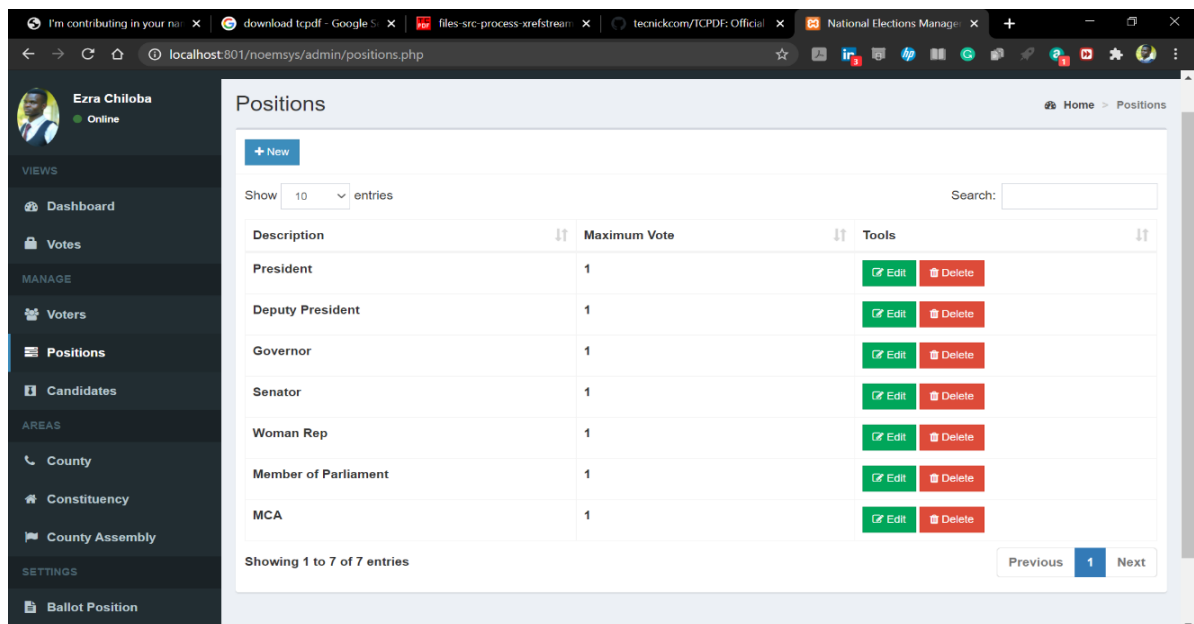 I'm contributing in your na
download tcpdf - Google S
files-src-process-xrefstream
tecnickcom/TCPDF: Official
National Elections Manage
localhost:801/noemsys/admin/positions.php
Ezra Chiloba
Online
Positions
Home > Positions
VIEWS
Dashboard
Votes
MANAGE
Voters
Positions
Candidates
AREAS
County
Constituency
County Assembly
SETTINGS
Ballot Position
+ New
Show 10 entries
Search:
Description Maximum Vote Tools
President 1 Edit Delete
Deputy President 1 Edit Delete
Governor 1 Edit Delete
Senator 1 Edit Delete
Woman Rep 1 Edit Delete
Member of Parliament 1 Edit Delete
MCA 1 Edit Delete
Showing 1 to 7 of 7 entries
Previous 1 Next